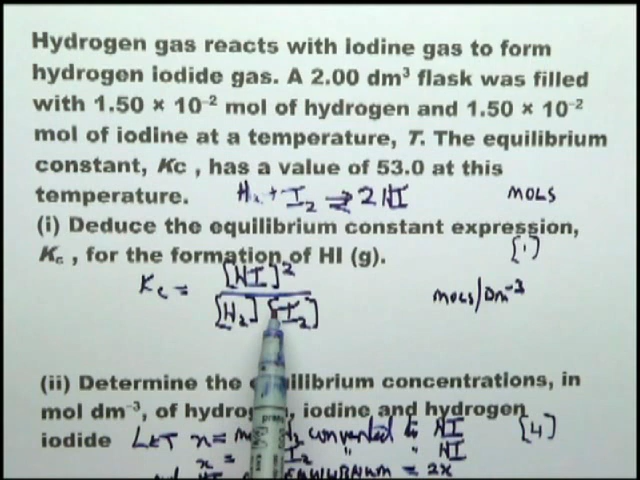 Hydrogen gas reacts with iodine gas to form
hydrogen iodide gas. A 2.00 dm³ flask was filled
with 1.50 × 10⁻² mol of hydrogen and 1.50 × 10⁻²
mol of iodine at a temperature, T. The equilibrium
constant, Kc , has a value of 53.0 at this
temperature. H₂ + I₂ ⇌ 2HI MOLS
(i) Deduce the equilibrium constant expression,
Kc , for the formation of HI (g). [1]
Kc = [HI]²
[H₂] [I₂] MOLS/DM⁻³
(ii) Determine the equilibrium concentrations, in
mol dm⁻³, of hydrogen, iodine and hydrogen
iodide LET x = converted to HI [4]
x = I₂ " " HI
EQUILIBRIUM = 2x